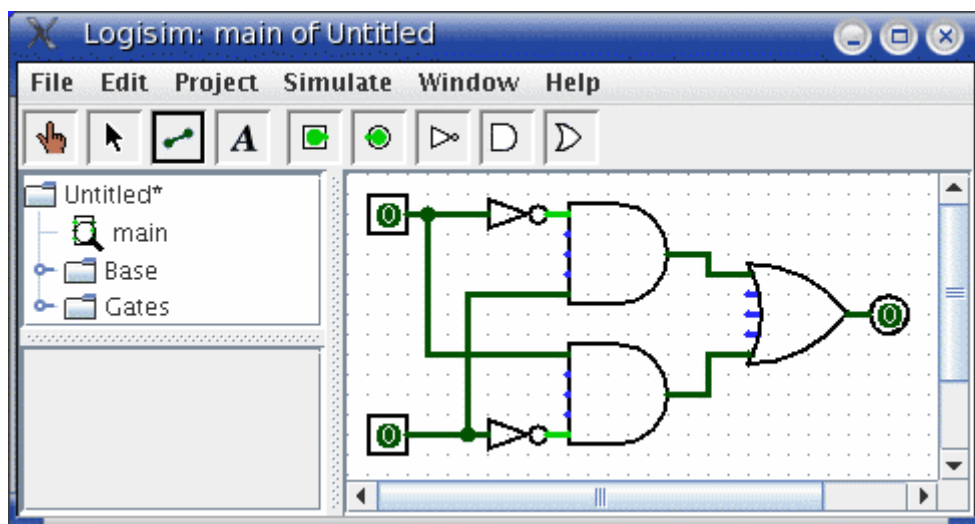 Logisim: main of Untitled
File Edit Project Simulate Window Help
A
Untitled*
main
Base
Gates
0
0
0